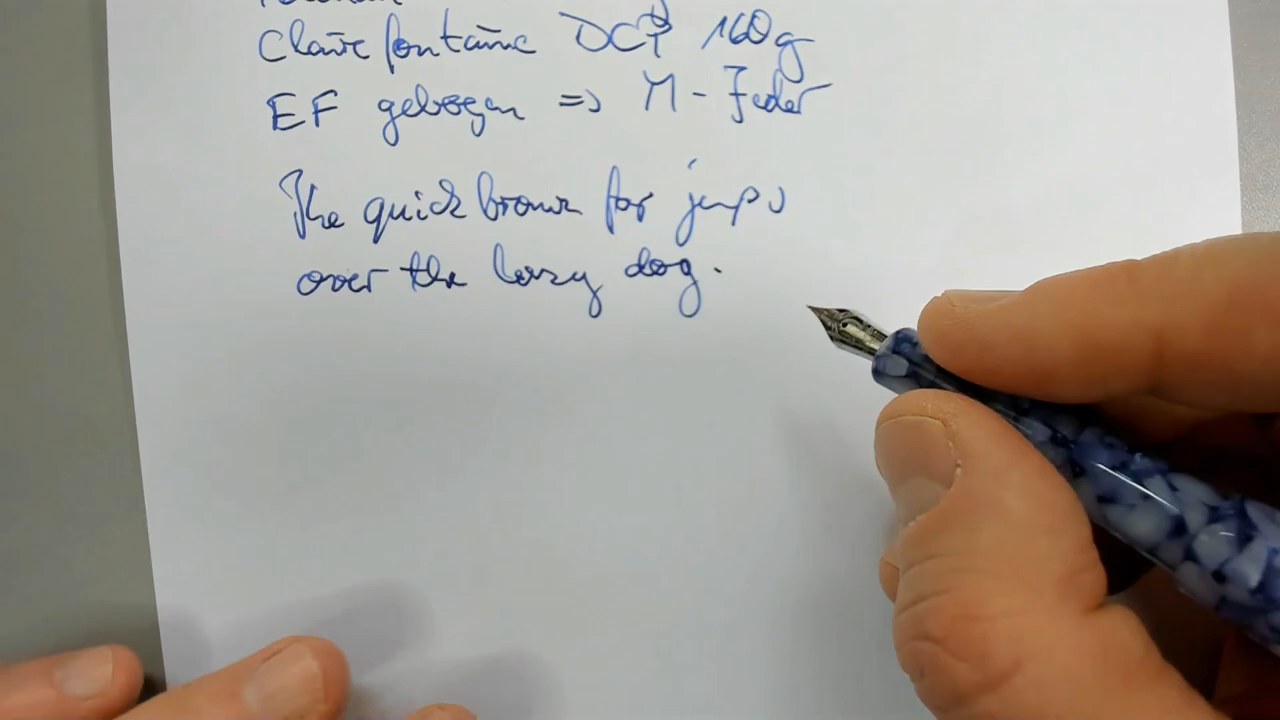 Clairefontaine DCP 160g
EF gebogen => M - Feder
The quick brown fox jumps
over the lazy dog.